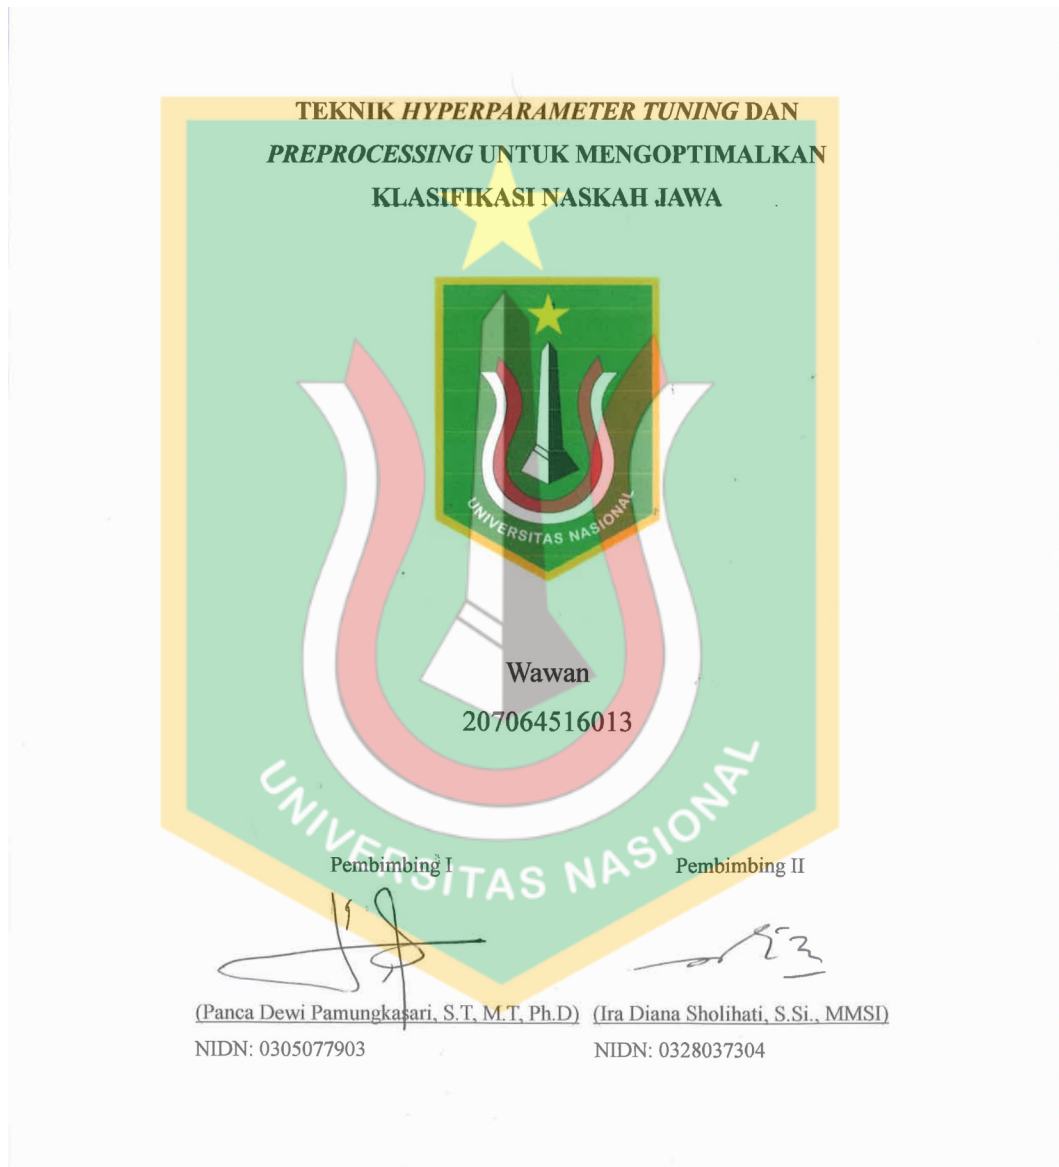 TEKNIK HYPERPARAMETER TUNING DAN
PREPROCESSING UNTUK MENGOPTIMALKAN
KLASIFIKASI NASKAH JAWA
UNIVERSITAS NASIONAL
Wawan
207064516013
UNIVERSITAS NASIONAL
Pembimbing I Pembimbing II
(Panca Dewi Pamungkasari, S.T, M.T, Ph.D) (Ira Diana Sholihati, S.Si., MMSI)
NIDN: 0305077903 NIDN: 0328037304